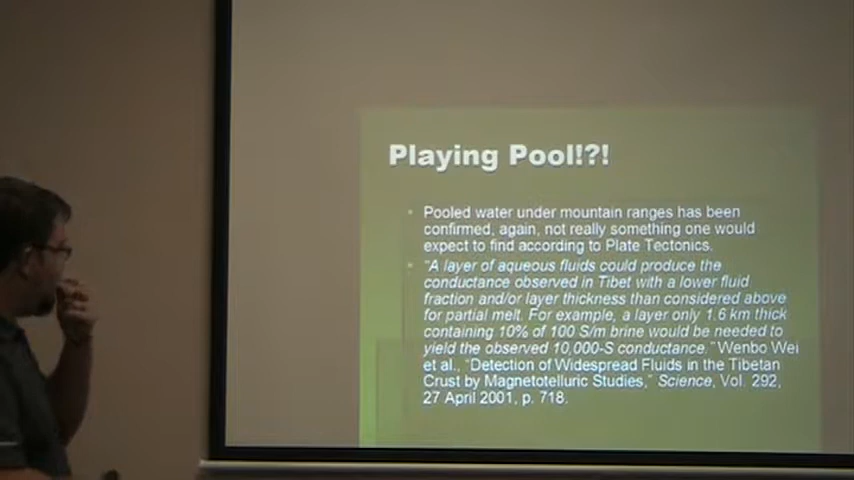 Playing Pool!?!
Pooled water under mountain ranges has been
confirmed, again, not really something one would
expect to find according to Plate Tectonics.
"A layer of aqueous fluids could produce the
conductance observed in Tibet with a lower fluid
fraction and/or layer thickness than considered above
for partial melt. For example, a layer only 1.6 km thick
containing 10% of 100 S/m brine would be needed to
yield the observed 10,000-S conductance." Wenbo Wei
et al., "Detection of Widespread Fluids in the Tibetan
Crust by Magnetotelluric Studies," Science, Vol. 292,
27 April 2001, p. 718.